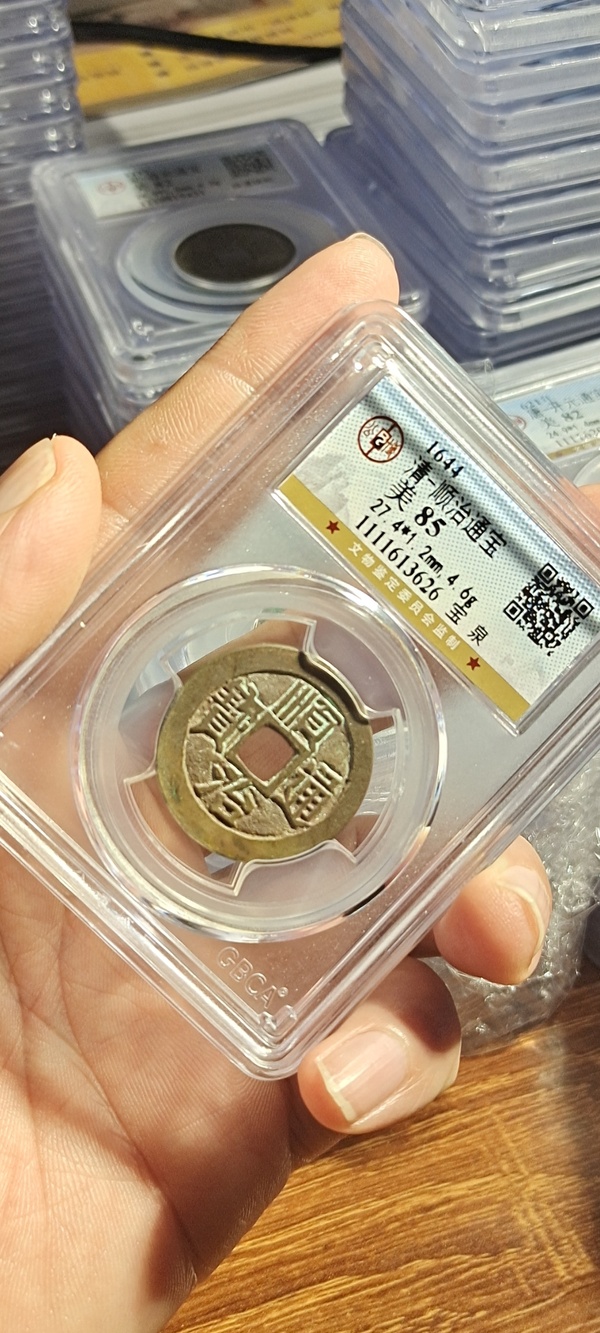 1644
清-顺治通宝
美 85
27.4*1.2mm, 4.6g
1111613626 宝 泉
文物鉴定委员会监制
順治通寶
GBCA